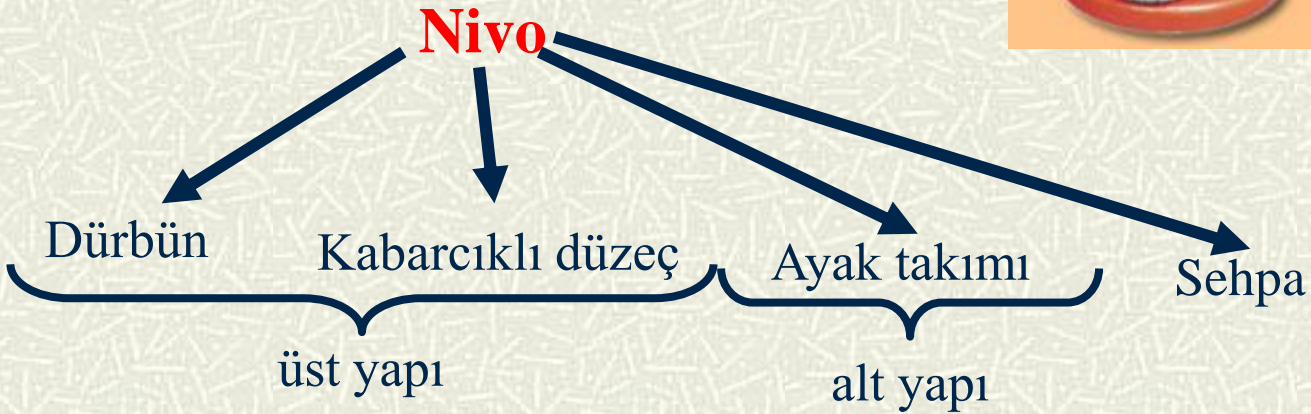 Nivo
Dürbün
Kabarcıklı düzeç
Ayak takımı
Sehpa
üst yapı
alt yapı